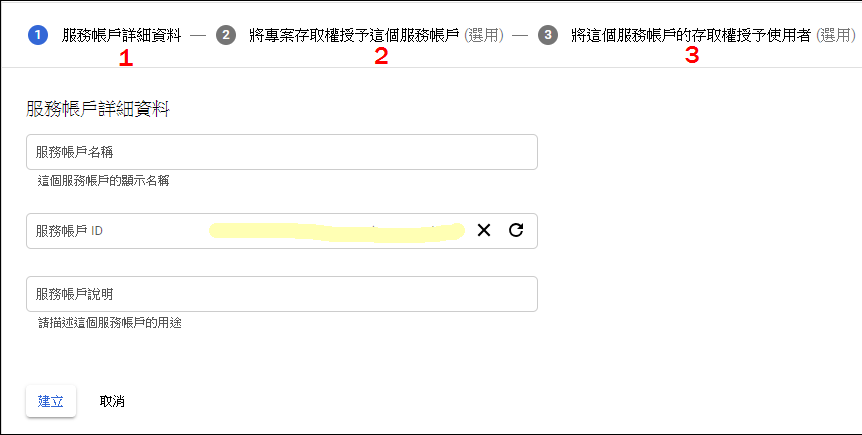 1 服務帳戶詳細資料 — 2 將專案存取權授予這個服務帳戶 (選用) — 3 將這個服務帳戶的存取權授予使用者 (選用)
1 2 3
服務帳戶詳細資料
服務帳戶名稱
這個服務帳戶的顯示名稱
服務帳戶 ID
服務帳戶說明
請描述這個服務帳戶的用途
建立 取消